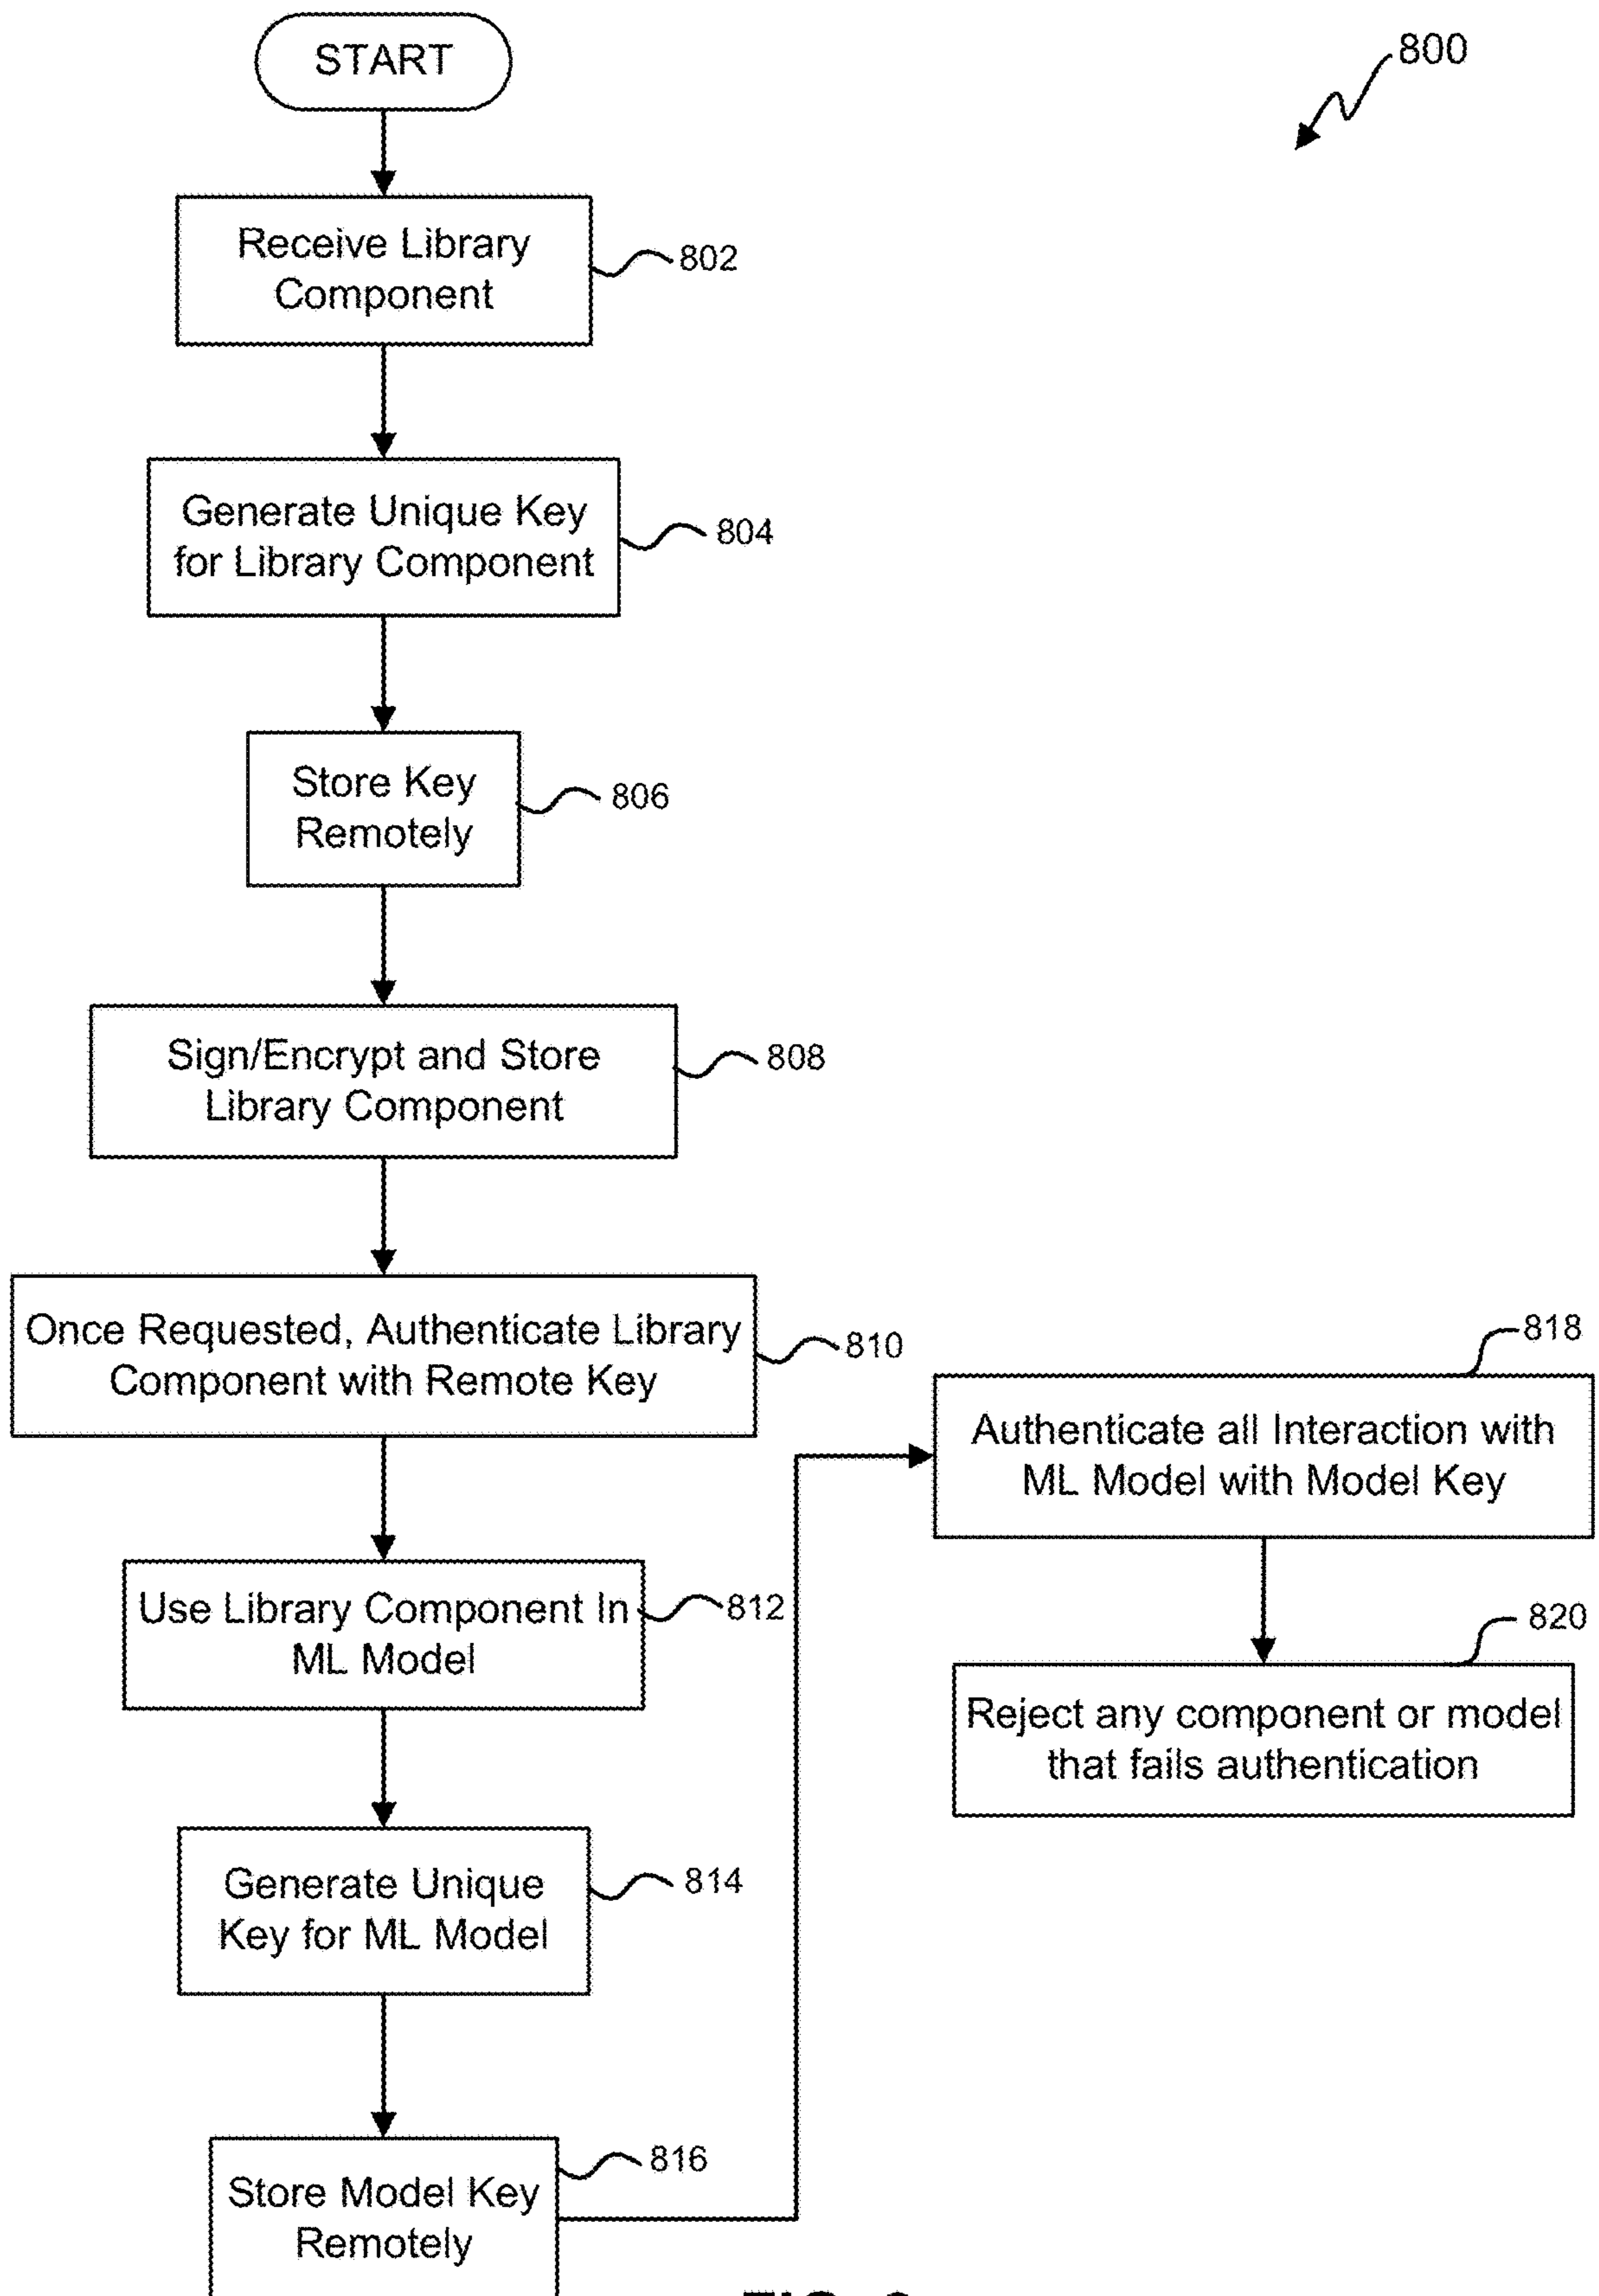 START
800
Receive Library
Component
802
Generate Unique Key
for Library Component
804
Store Key
Remotely
806
Sign/Encrypt and Store
Library Component
808
Once Requested, Authenticate Library
Component with Remote Key
810
Use Library Component In
ML Model
812
Generate Unique
Key for ML Model
814
Store Model Key
Remotely
816
818
Authenticate all Interaction with
ML Model with Model Key
820
Reject any component or model
that fails authentication